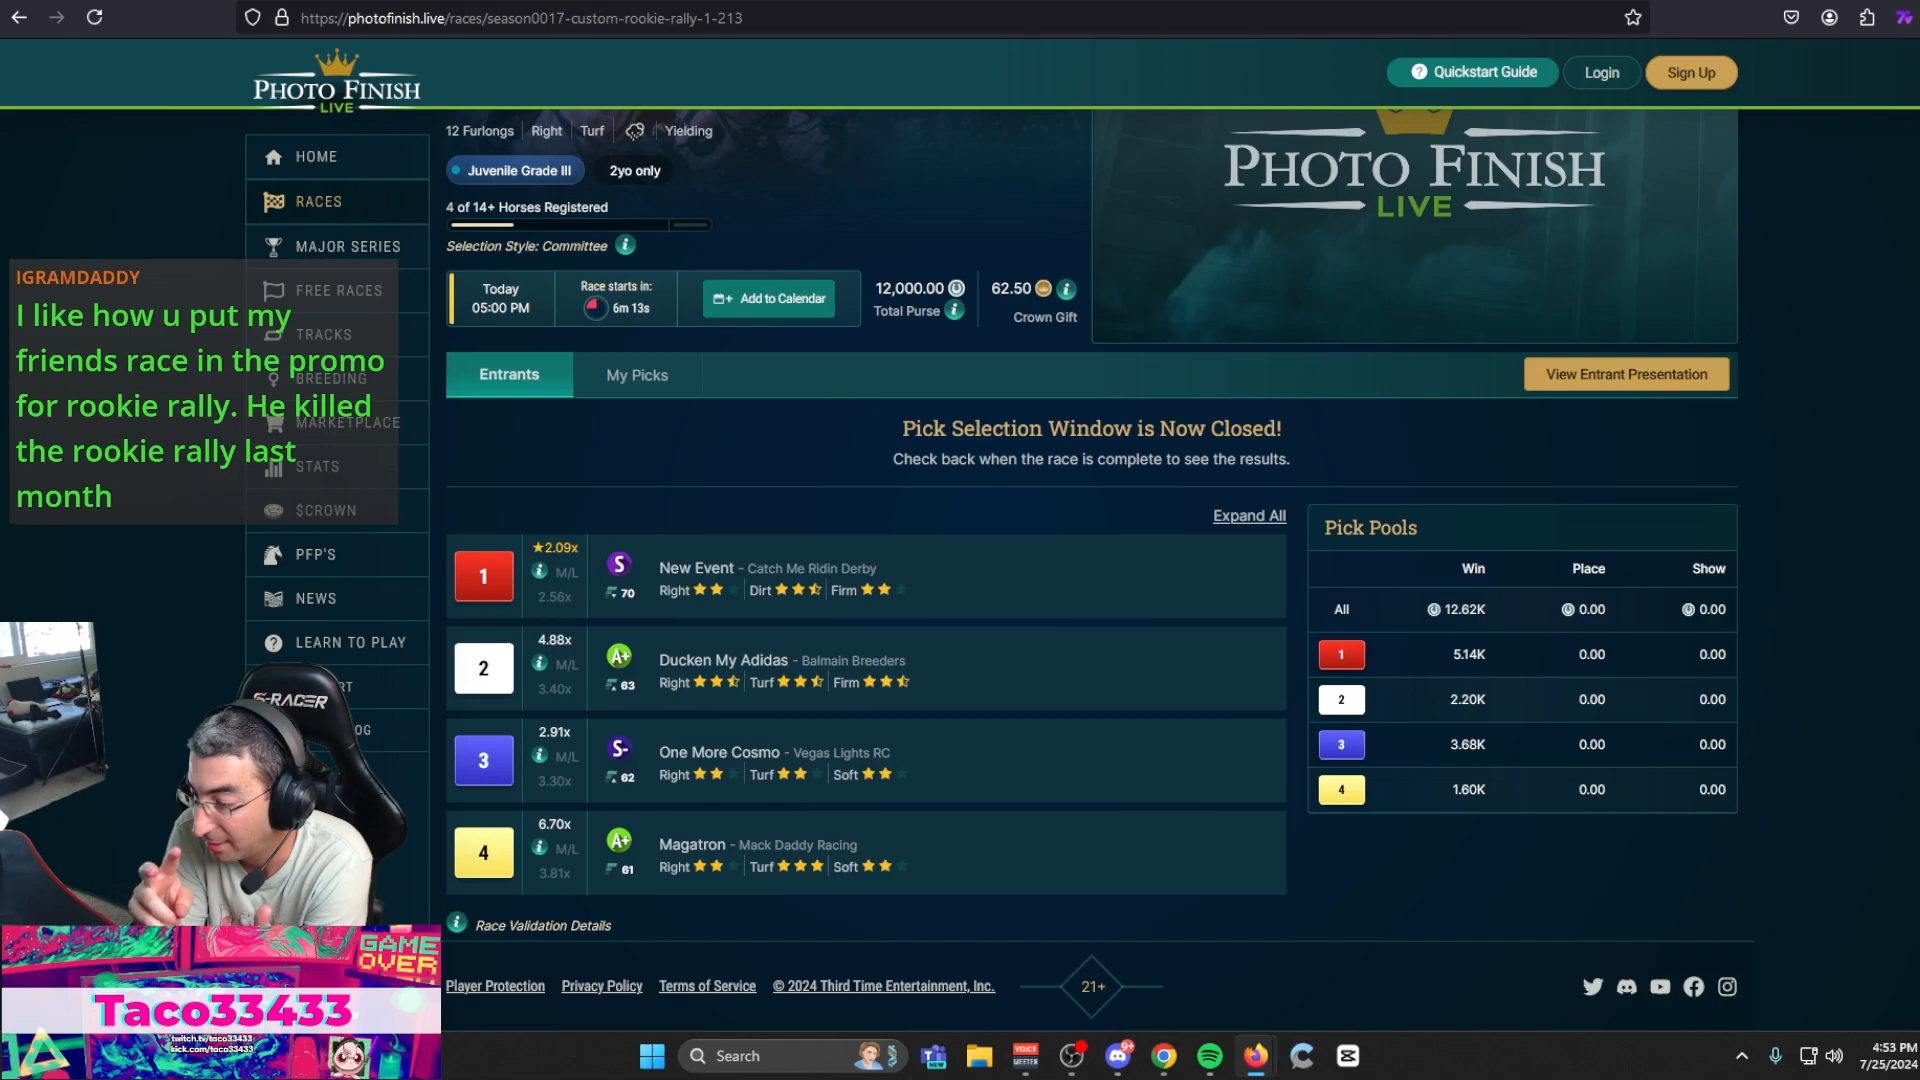 https://photofinish.live/races/season0017-custom-rookie-rally-1-213
PHOTO FINISH
LIVE
Quickstart Guide
Login
Sign Up
HOME
RACES
MAJOR SERIES
FREE RACES
TRACKS
BREEDING
MARKETPLACE
STATS
$CROWN
PFP'S
NEWS
LEARN TO PLAY
IGRAMDADDY
I like how u put my
friends race in the promo
for rookie rally. He killed
the rookie rally last
month
12 Furlongs | Right | Turf | Yielding
Juvenile Grade III 2yo only
4 of 14+ Horses Registered
Selection Style: Committee
Today
05:00 PM
Race starts in:
6m 13s
Add to Calendar
12,000.00
Total Purse
62.50
Crown Gift
PHOTO FINISH
LIVE
Entrants
My Picks
View Entrant Presentation
Pick Selection Window is Now Closed!
Check back when the race is complete to see the results.
Expand All
1
2.09x
M/L
2.56x
S
70
New Event - Catch Me Ridin Derby
Right Dirt Firm
2
4.88x
M/L
3.40x
A+
63
Ducken My Adidas - Balmain Breeders
Right Turf Firm
3
2.91x
M/L
3.30x
S-
62
One More Cosmo - Vegas Lights RC
Right Turf Soft
4
6.70x
M/L
3.81x
A+
61
Magatron - Mack Daddy Racing
Right Turf Soft
Pick Pools
Win Place Show
All 12.62K 0.00 0.00
1 5.14K 0.00 0.00
2 2.20K 0.00 0.00
3 3.68K 0.00 0.00
4 1.60K 0.00 0.00
Race Validation Details
Player Protection Privacy Policy Terms of Service © 2024 Third Time Entertainment, Inc.
21+
S-RACER
GAME
OVER
Taco33433
twitch.tv/taco33433
kick.com/taco33433
Search
NEW
VOICE
MEETER
9+
4:53 PM
7/25/2024